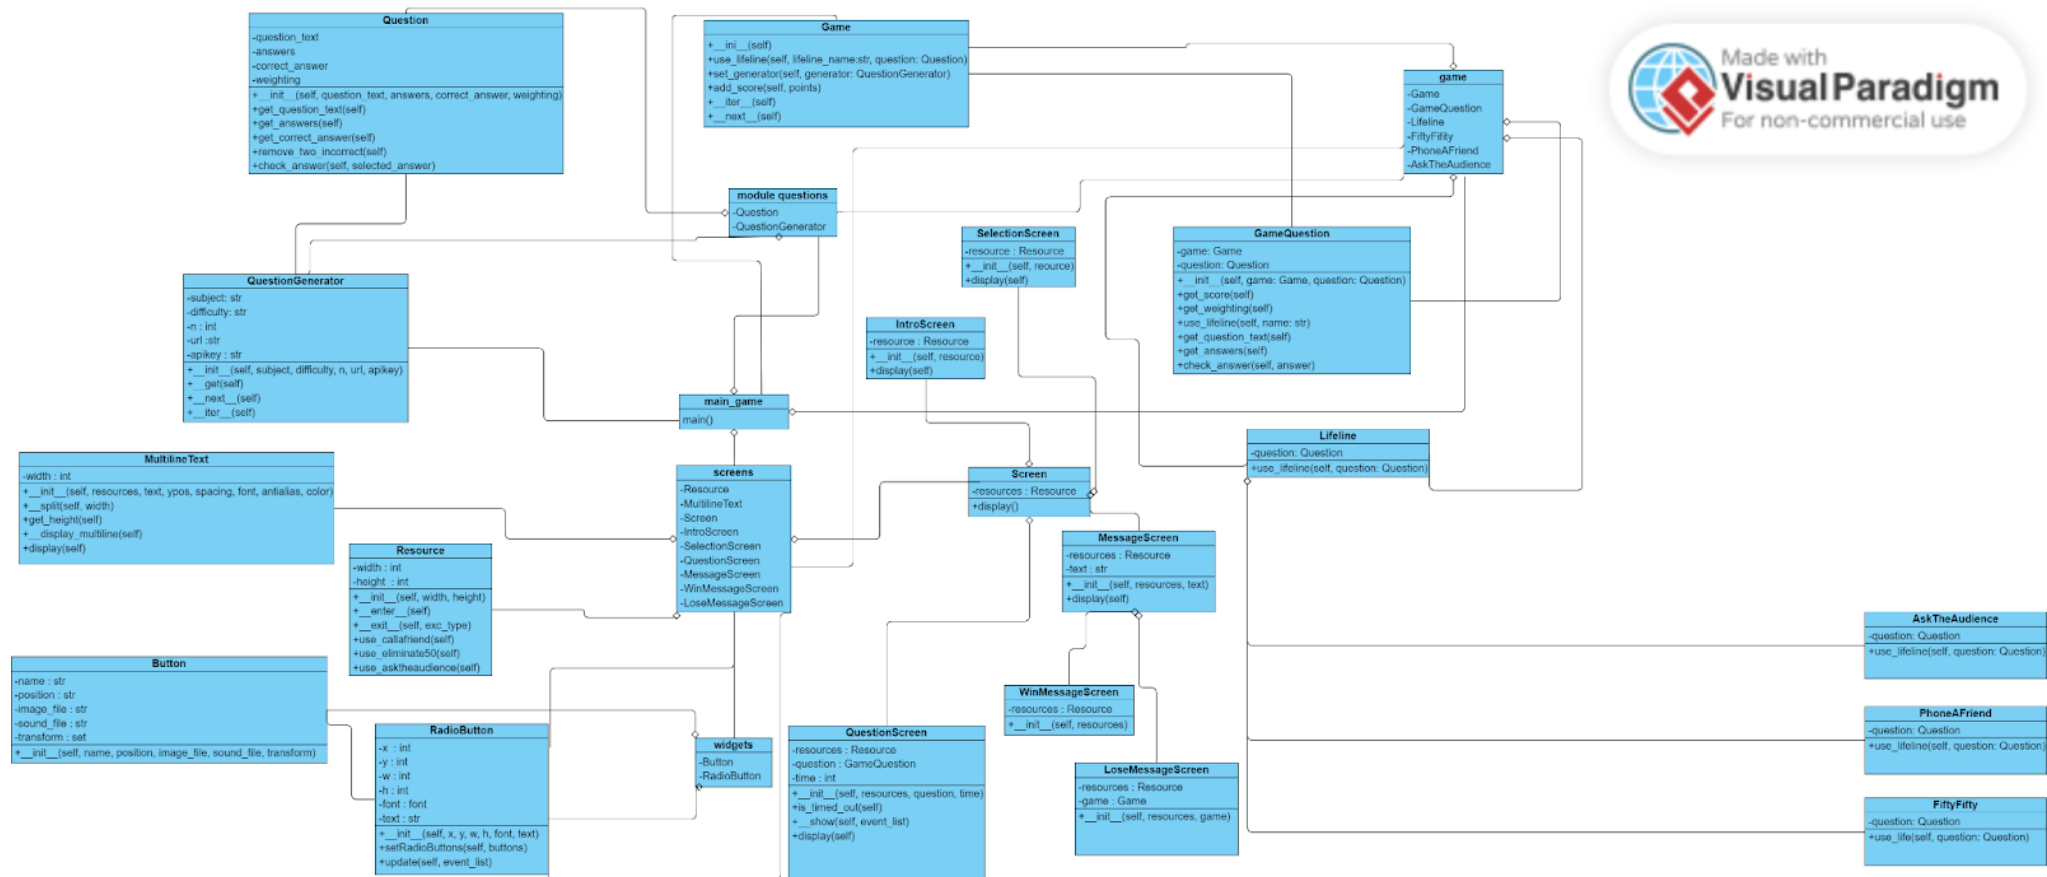 Question
-question_text
-answers
-correct_answer
-weighting
+__init__(self, question_text, answers, correct_answer, weighting)
+get_question_text(self)
+get_answers(self)
+get_correct_answer(self)
+remove_two_incorrect(self)
+check_answer(self, selected_answer)
Game
+__ini__(self)
+use_lifeline(self, lifeline_name:str, question: Question)
+set_generator(self, generator: QuestionGenerator)
+add_score(self, points)
+__iter__(self)
+__next__(self)
game
-Game
-GameQuestion
-Lifeline
-FiftyFifity
-PhoneAFriend
-AskTheAudience
Made with
Visual Paradigm
For non-commercial use
module questions
-Question
-QuestionGenerator
SelectionScreen
-resource : Resource
+__init__(self, reource)
+display(self)
GameQuestion
-game: Game
-question: Question
+__init__(self, game: Game, question: Question)
+get_score(self)
+get_weighting(self)
+use_lifeline(self, name: str)
+get_question_text(self)
+get_answers(self)
+check_answer(self, answer)
QuestionGenerator
-subject: str
-difficulty: str
-n : int
-url :str
-apikey : str
+__init__(self, subject, difficulty, n, url, apikey)
+__get(self)
+__next__(self)
+__iter__(self)
IntroScreen
-resource : Resource
+__init__(self, resource)
+display(self)
main_game
main()
Lifeline
-question: Question
+use_lifeline(self, question: Question)
MultilineText
-width : int
+__init__(self, resources, text, ypos, spacing, font, antialias, color)
+__split(self, width)
+get_height(self)
+__display_multiline(self)
+display(self)
screens
-Resource
-MultilineText
-Screen
-IntroScreen
-SelectionScreen
-QuestionScreen
-MessageScreen
-WinMessageScreen
-LoseMessageScreen
Screen
-resources : Resource
+display()
MessageScreen
-resources : Resource
-text : str
+__init__(self, resources, text)
+display(self)
Resource
-width : int
-height : int
+__init__(self, width, height)
+__enter__(self)
+__exit__(self, exc_type)
+use_callafriend(self)
+use_eliminate50(self)
+use_asktheaudience(self)
AskTheAudience
-question: Question
+use_lifeline(self, question: Question)
Button
-name : str
-position : str
-image_file : str
-sound_file : str
-transform : set
+__init__(self, name, position, image_file, sound_file, transform)
WinMessageScreen
-resources : Resource
+__init__(self, resources)
PhoneAFriend
-question: Question
+use_lifeline(self, question: Question)
RadioButton
-x : int
-y : int
-w : int
-h : int
-font : font
-text : str
+__init__(self, x, y, w, h, font, text)
+setRadioButtons(self, buttons)
+update(self, event_list)
widgets
-Button
-RadioButton
QuestionScreen
-resources : Resource
-question : GameQuestion
-time : int
+__init__(self, resources, question, time)
+is_timed_out(self)
+__show(self, event_list)
+display(self)
LoseMessageScreen
-resources : Resource
-game : Game
+__init__(self, resources, game)
FiftyFifty
-question: Question
+use_life(self, question: Question)